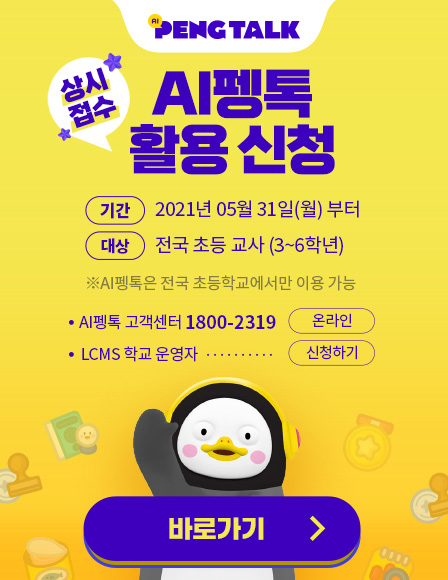 AI PENG TALK
상시
접수
AI펭톡
활용 신청
기간 2021년 05월 31일(월) 부터
대상 전국 초등 교사 (3~6학년)
※AI펭톡은 전국 초등학교에서만 이용 가능
• AI펭톡 고객센터 1800-2319 온라인
• LCMS 학교 운영자 ·········· 신청하기
바로가기